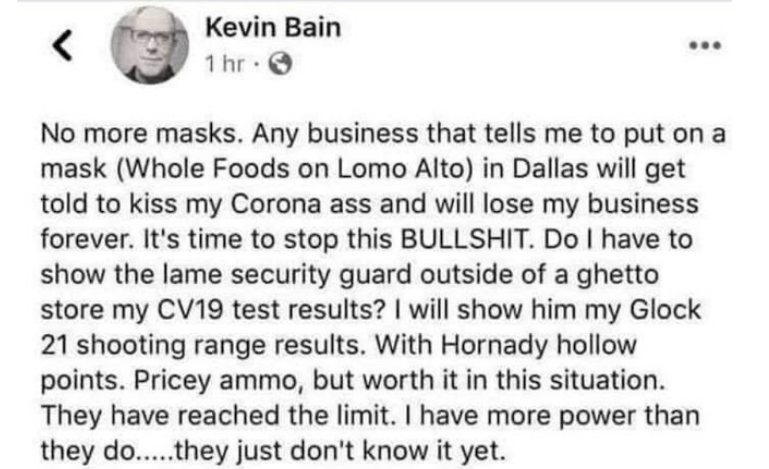 Kevin Bain
1 hr ·
No more masks. Any business that tells me to put on a
mask (Whole Foods on Lomo Alto) in Dallas will get
told to kiss my Corona ass and will lose my business
forever. It's time to stop this BULLSHIT. Do I have to
show the lame security guard outside of a ghetto
store my CV19 test results? I will show him my Glock
21 shooting range results. With Hornady hollow
points. Pricey ammo, but worth it in this situation.
They have reached the limit. I have more power than
they do.....they just don't know it yet.